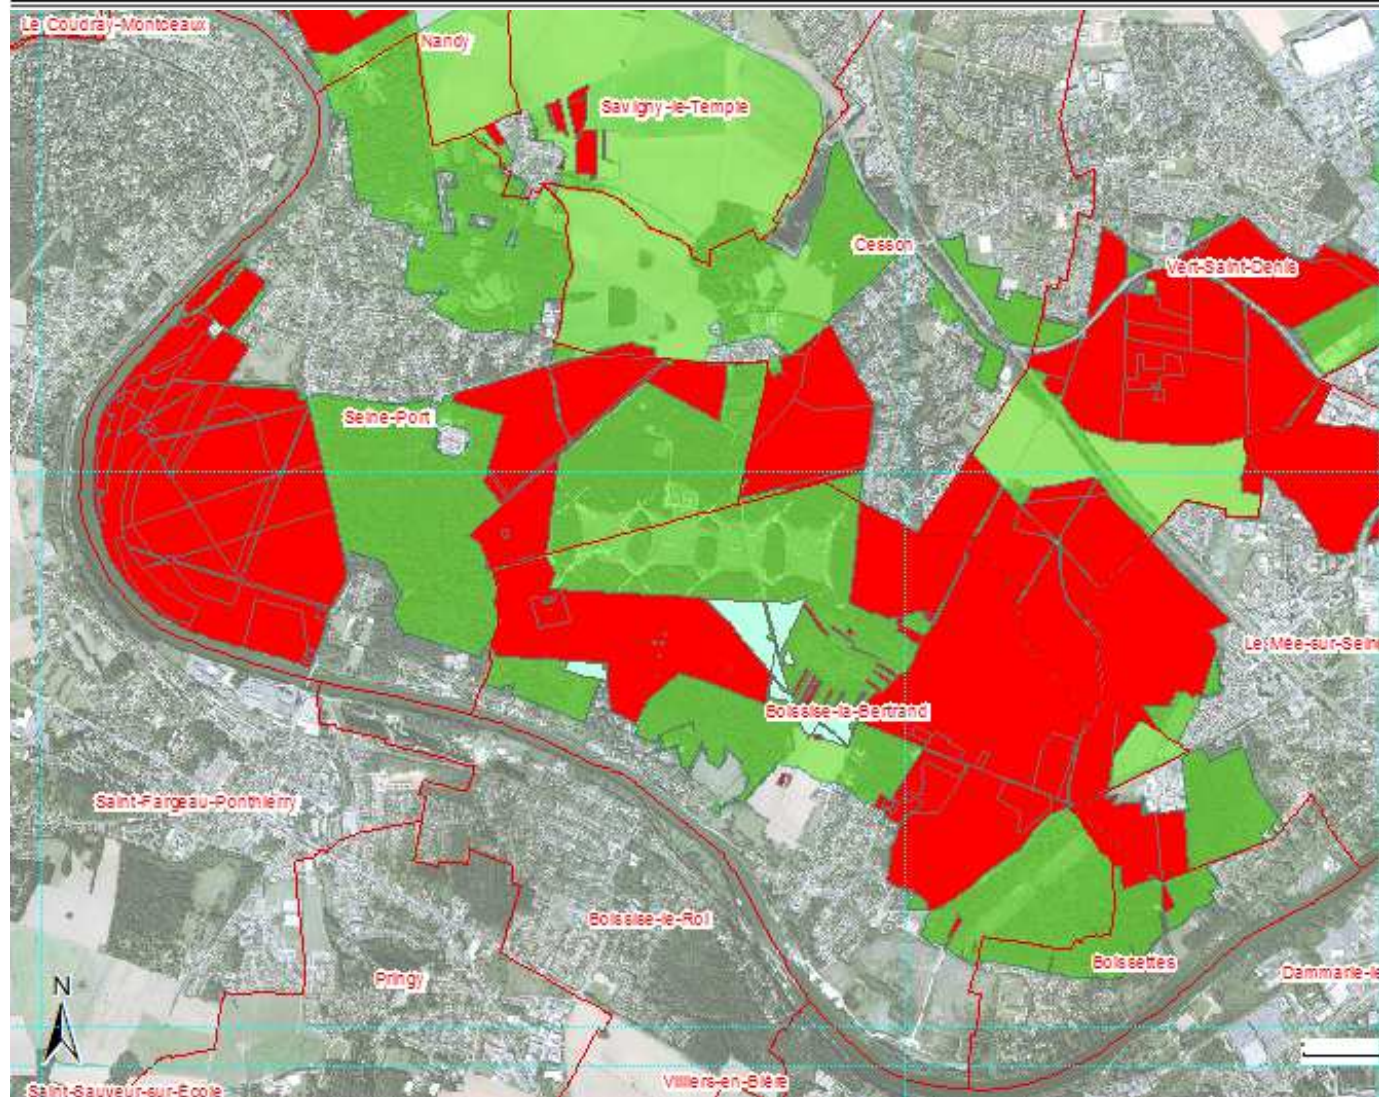 Le Coudray-Montceaux
Nandy
Savigny-le-Temple
Cesson
Vert-Saint-Denis
Seine-Port
Le Mée-sur-Seine
Boissise-la-Bertrand
Saint-Fargeau-Ponthierry
Boissise-le-Roi
Boissettes
Pringy
Dammarie-le
N
Villiers-en-Bière
Saint-Sauveur-sur-École